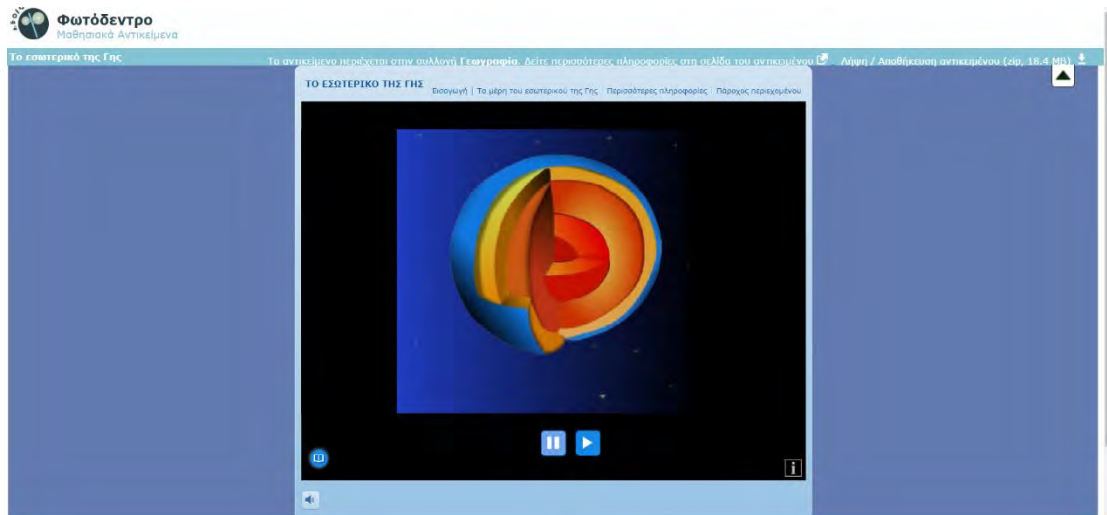 Φωτόδεντρο
Μαθησιακά Αντικείμενα
Το εσωτερικό της Γης
Το αντικείμενο περιέχεται στην συλλογή Γεωγραφία. Δείτε περισσότερες πληροφορίες στη σελίδα του αντικειμένου
Λήψη / Αποθήκευση αντικειμένου (zip, 18.4 MB)
ΤΟ ΕΣΩΤΕΡΙΚΟ ΤΗΣ ΓΗΣ
Εισαγωγή | Τα μέρη του εσωτερικού της Γης | Περισσότερες πληροφορίες | Πάροχος περιεχομένου
i